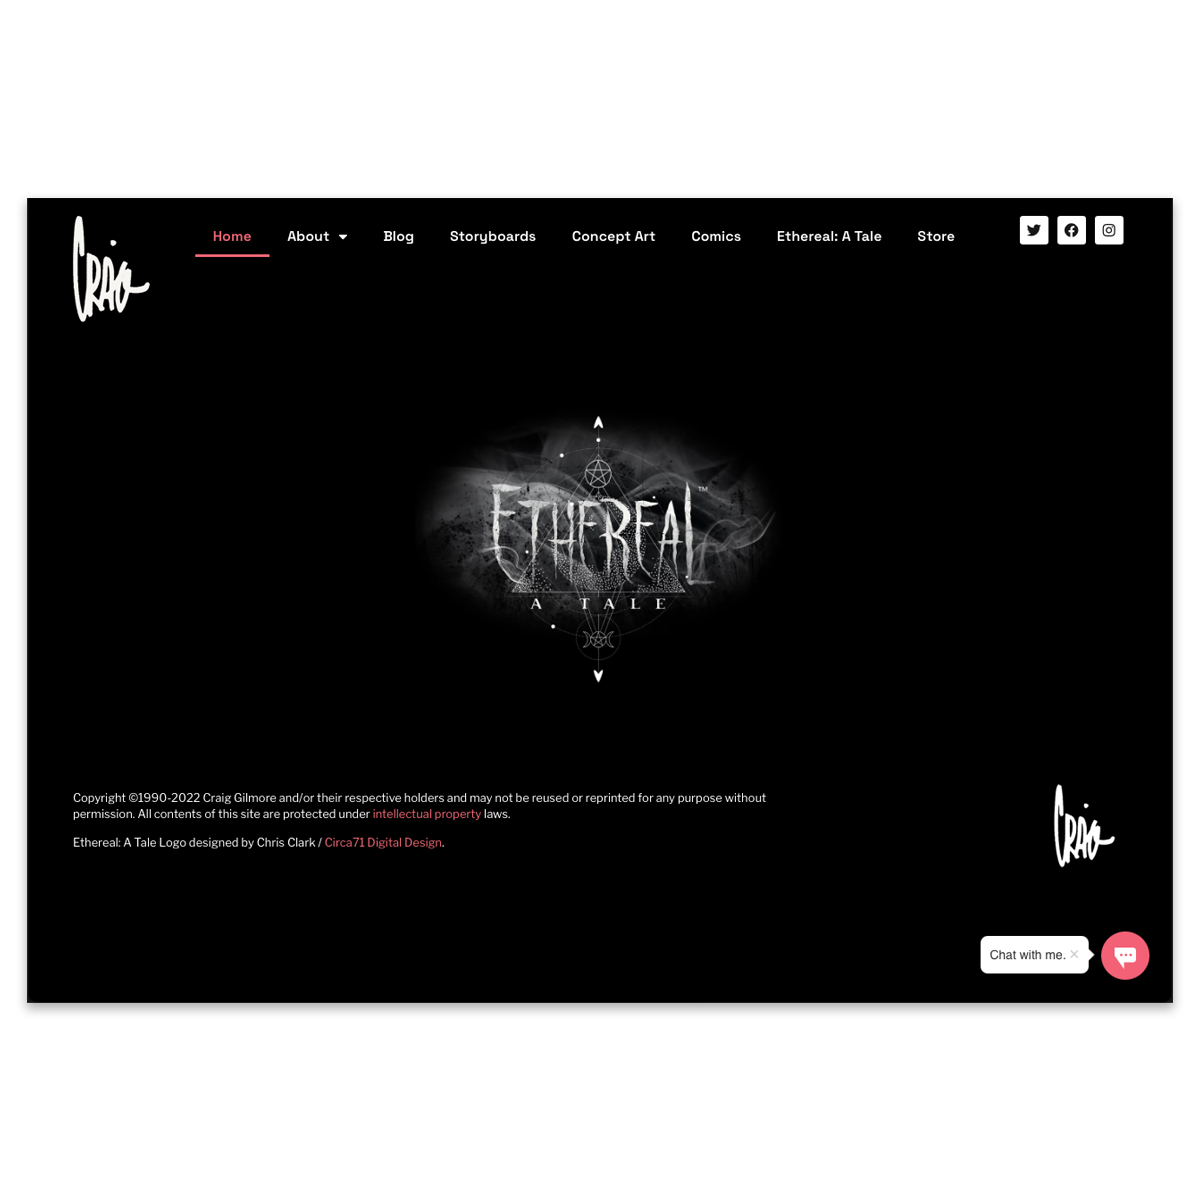 CRAIG
Home About Blog Storyboards Concept Art Comics Ethereal: A Tale Store
ETHEREAL™
A TALE
Copyright ©1990-2022 Craig Gilmore and/or their respective holders and may not be reused or reprinted for any purpose without
permission. All contents of this site are protected under intellectual property laws.
Ethereal: A Tale Logo designed by Chris Clark / Circa71 Digital Design.
CRAIG
Chat with me. ×